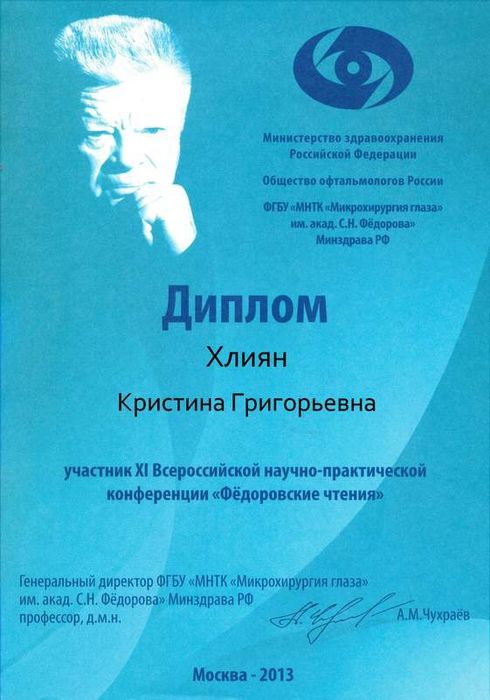 Министерство здравоохранения
Российской Федерации
Общество офтальмологов России
ФГБУ «МНТК «Микрохирургия глаза»
им. акад. С.Н. Фёдорова»
Минздрава РФ
Диплом
Хлиян
Кристина Григорьевна
участник XI Всероссийской научно-практической
конференции «Фёдоровские чтения»
Генеральный директор ФГБУ «МНТК «Микрохирургия глаза»
им. акад. С.Н. Фёдорова» Минздрава РФ
профессор, д.м.н.
А.М.Чухраёв
Москва - 2013